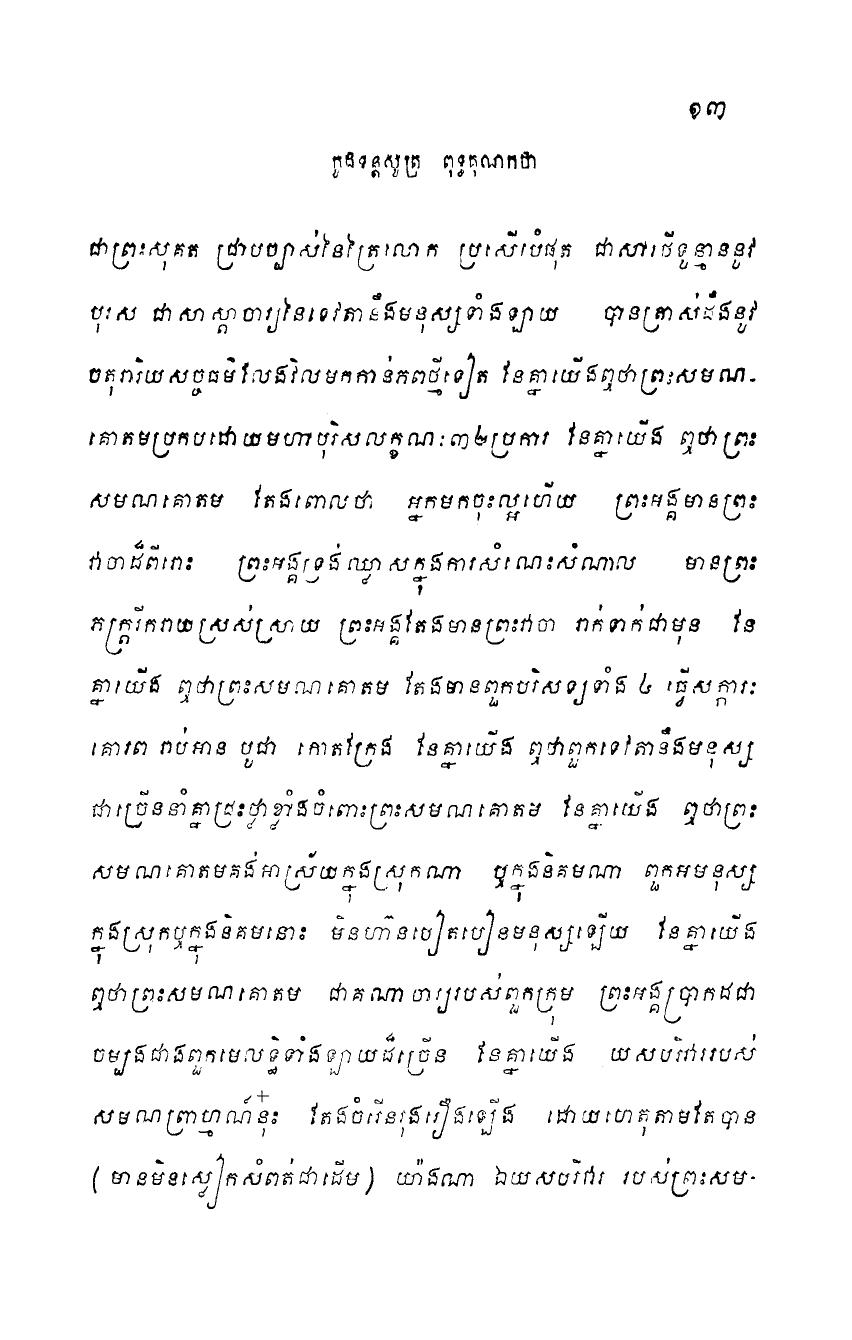 ១៣
កូដទន្តសូត្រ ពុទ្ធគុណកថា
ជាព្រះសុគត ជ្រាបច្បាស់នៃត្រៃលោក ប្រសើរបំផុត ជាសារថីទូន្មាននូវ
បុរស ជាសាស្តាចារ្យនៃទេវតានឹងមនុស្សទាំងឡាយ បានត្រាស់ដឹងនូវ
ចតុរារិយសច្ចធម៌ លែងវិលមកកាន់ភពថ្មីទៀត នែគ្នាយើងឮថាព្រះសមណ-
គោតមប្រកបដោយមហាបុរិសលក្ខណៈ៣២ប្រការ នែគ្នាយើង ឮថាព្រះ
សមណគោតម តែងពោលថា អ្នកមកចុះល្អហើយ ព្រះអង្គមានព្រះ
វាចាដ៏ពីរោះ ព្រះអង្គទ្រង់ឈ្លាសក្នុងការសំណេះសំណាល មានព្រះ
ភក្ត្ររីករាយស្រស់ស្រាយ ព្រះអង្គតែងមានព្រះវាចា រាក់ទាក់ជាមុន នែ
គ្នាយើង ឮថាព្រះសមណគោតម តែងមានពួកបរិសទ្យទាំង ៤ ធ្វើសក្ការៈ
គោរព រាប់អាន បូជា កោតក្រែង នែគ្នាយើង ឮថាពួកទេវតានឹងមនុស្ស
ជាច្រើននាំគ្នាជ្រះថ្លាខ្លាំងចំពោះព្រះសមណគោតម នែគ្នាយើង ឮថាព្រះ
សមណគោតមគង់អាស្រ័យក្នុងស្រុកណា ឬក្នុងនិគមណា ពួកអមនុស្ស
ក្នុងស្រុកឬក្នុងនិគមនោះ មិនហ៊ានបៀតបៀនមនុស្សឡើយ នែគ្នាយើង
ឮថាព្រះសមណគោតម ជាគណាចារ្យរបស់ពួកក្រុម ព្រះអង្គប្រាកដជា
ចម្បងជាងពួកមេលទ្ធិទាំងឡាយដ៏ច្រើន នែគ្នាយើង យសបរិវាររបស់
សមណព្រាហ្មណ៍នុ៎ះ តែងចំរើនរុងរឿងឡើង ដោយហេតុតាមតែបាន
(មានមិនស្លៀកសំពត់ជាដើម) យ៉ាងណា ឯយសបរិវារ របស់ព្រះសម-